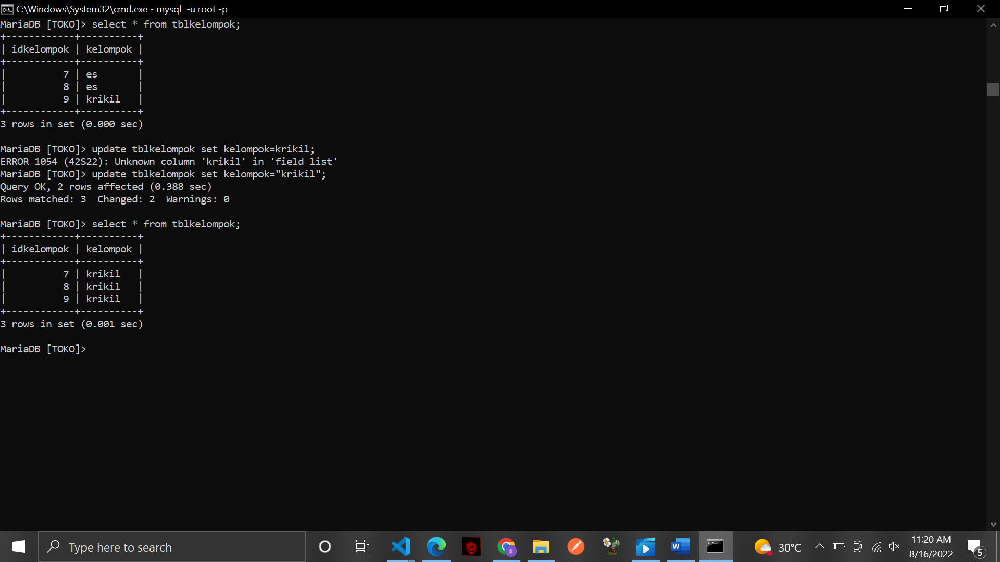 C:\Windows\System32\cmd.exe - mysql  -u root -p
MariaDB [TOKO]> select * from tblkelompok;
+------------+----------+
| idkelompok | kelompok |
+------------+----------+
|          7 | es       |
|          8 | es       |
|          9 | krikil   |
+------------+----------+
3 rows in set (0.000 sec)

MariaDB [TOKO]> update tblkelompok set kelompok=krikil;
ERROR 1054 (42S22): Unknown column 'krikil' in 'field list'
MariaDB [TOKO]> update tblkelompok set kelompok="krikil";
Query OK, 2 rows affected (0.388 sec)
Rows matched: 3  Changed: 2  Warnings: 0

MariaDB [TOKO]> select * from tblkelompok;
+------------+----------+
| idkelompok | kelompok |
+------------+----------+
|          7 | krikil   |
|          8 | krikil   |
|          9 | krikil   |
+------------+----------+
3 rows in set (0.001 sec)

MariaDB [TOKO]>
Type here to search
30°C
11:20 AM
8/16/2022
5